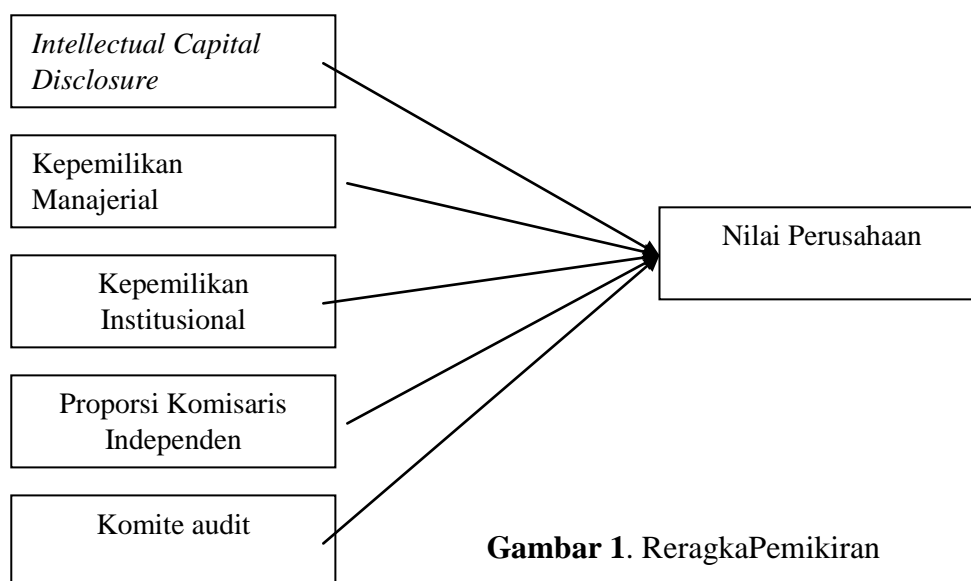 Intellectual Capital
Disclosure
Kepemilikan
Manajerial
Nilai Perusahaan
Kepemilikan
Institusional
Proporsi Komisaris
Independen
Komite audit
Gambar 1. ReragkaPemikiran